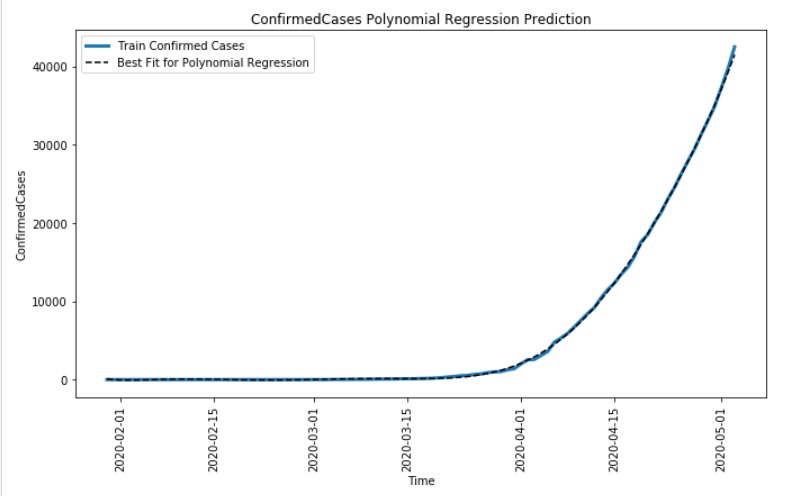 ConfirmedCases Polynomial Regression Prediction
Train Confirmed Cases
Best Fit for Polynomial Regression
40000
30000
20000
10000
0
ConfirmedCases
2020-02-01
2020-02-15
2020-03-01
2020-03-15
2020-04-01
2020-04-15
2020-05-01
Time